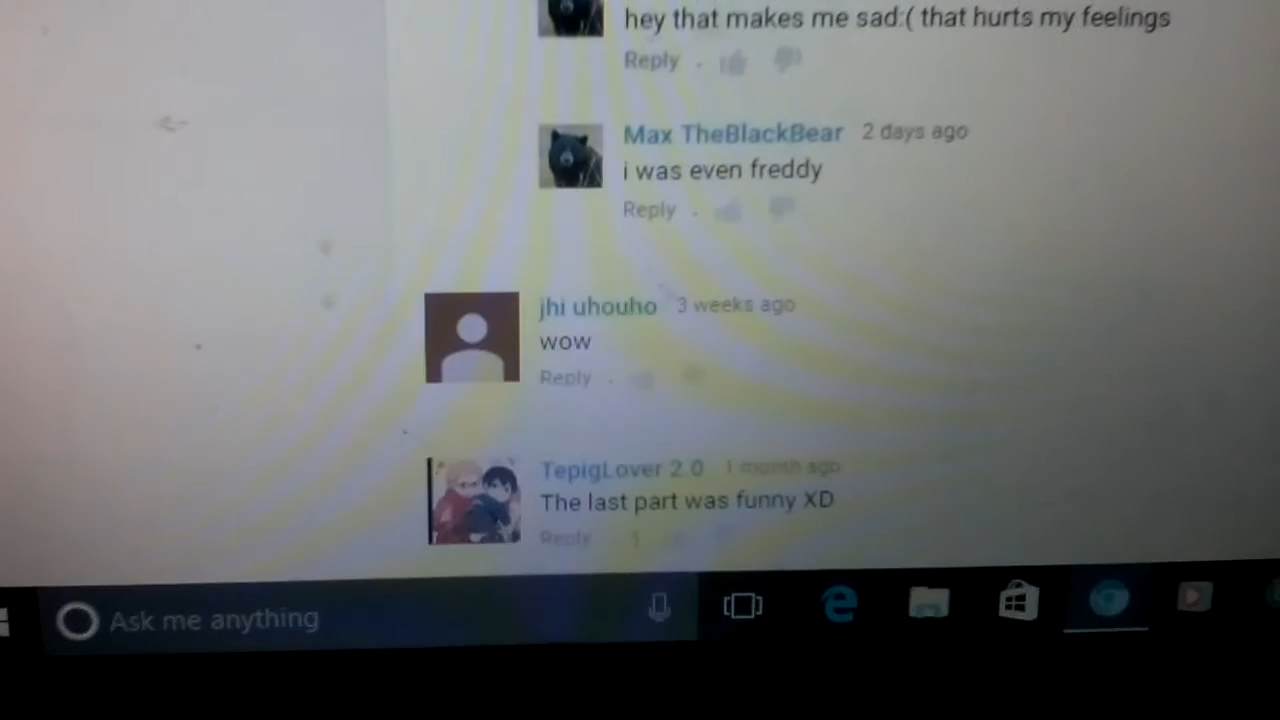 hey that makes me sad:( that hurts my feelings
Reply
Max TheBlackBear 2 days ago
i was even freddy
Reply
jhi uhouho 3 weeks ago
wow
Reply
TepigLover 2.0 1 month ago
The last part was funny XD
Reply 1
Ask me anything